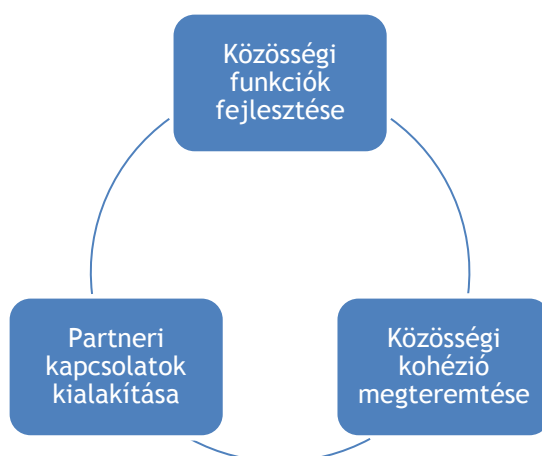 Közösségi
funkciók
fejlesztése
Partneri
kapcsolatok
kialakítása
Közösségi
kohézió
megteremtése